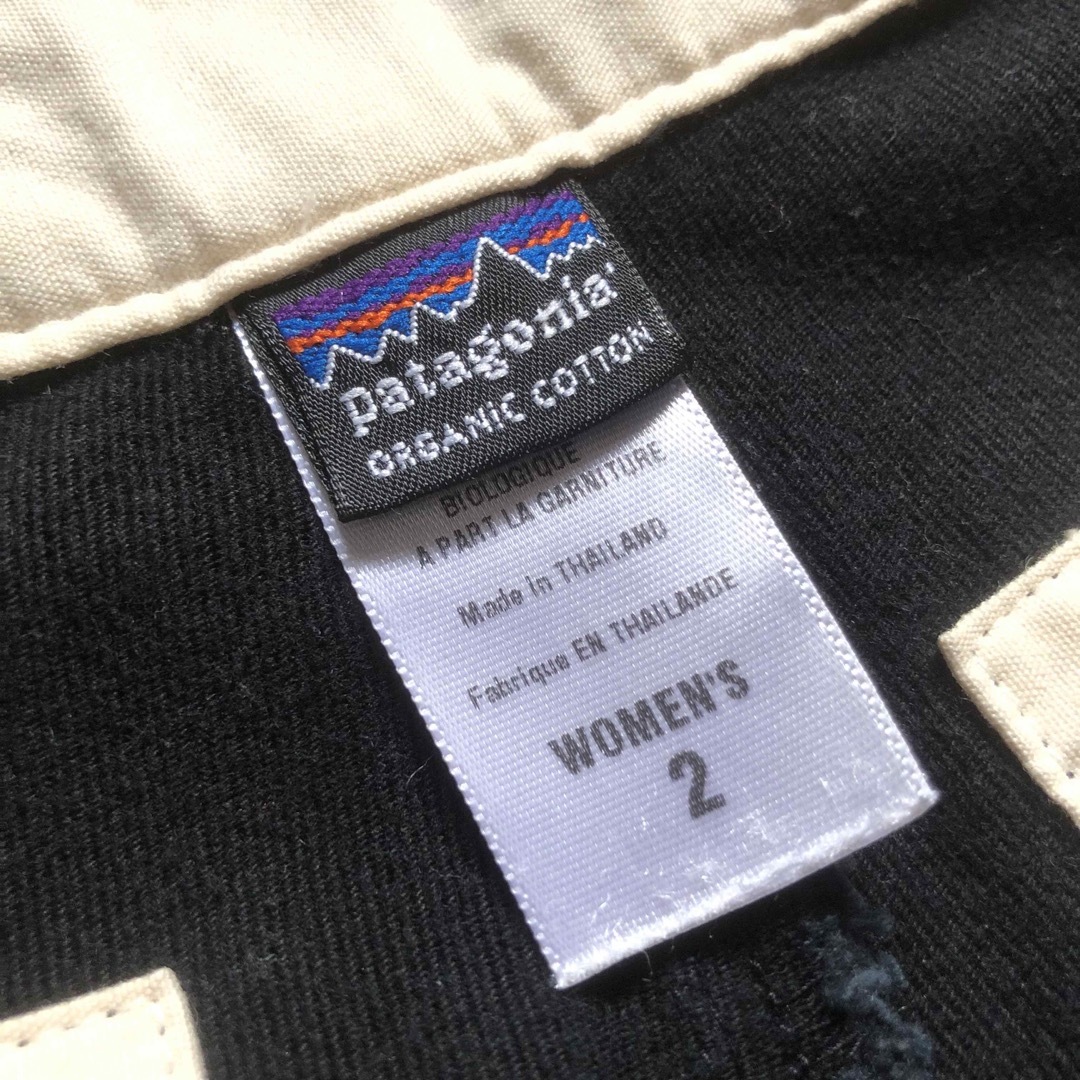 patagonia®
ORGANIC COTTON
BIOLOGIQUE
A PART LA GARNITURE
Made In THAILAND
Fabrique EN THAILANDE
WOMEN'S
2